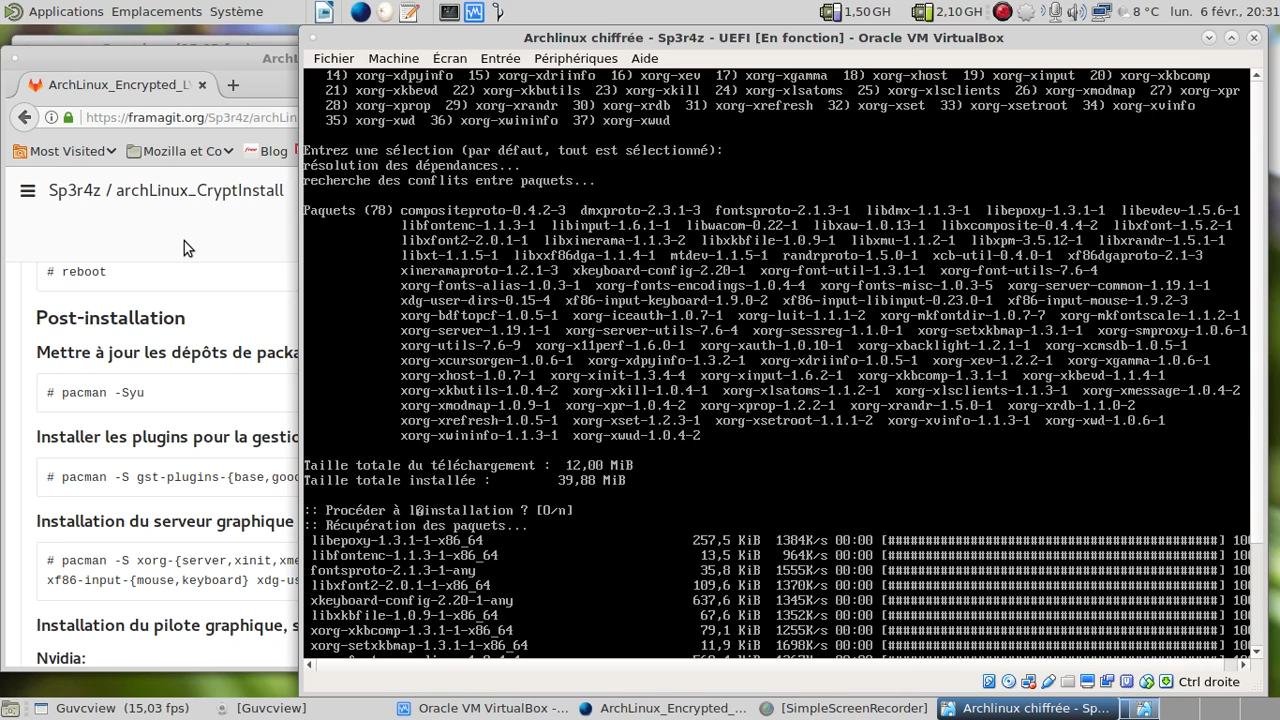 Applications Emplacements Système
1,50 GH 2,10 GH 8 °C lun. 6 févr., 20:31
Archlinux chiffrée - Sp3r4z - UEFI [En fonction] - Oracle VM VirtualBox
Fichier Machine Écran Entrée Périphériques Aide
ArchLinux_Encrypted_L
https://framagit.org/Sp3r4z/archLin
Most Visited Mozilla et Co Blog
Sp3r4z / archLinux_CryptInstall
# reboot
Post-installation
Mettre à jour les dépôts de packa
# pacman -Syu
Installer les plugins pour la gestio
# pacman -S gst-plugins-{base,good
Installation du serveur graphique
# pacman -S xorg-{server,xinit,xme
xf86-input-{mouse,keyboard} xdg-us
Installation du pilote graphique, s
Nvidia:
14) xorg-xdpyinfo 15) xorg-xdriinfo 16) xorg-xev 17) xorg-xgamma 18) xorg-xhost 19) xorg-xinput 20) xorg-xkbcomp
21) xorg-xkbevd 22) xorg-xkbutils 23) xorg-xkill 24) xorg-xlsatoms 25) xorg-xlsclients 26) xorg-xmodmap 27) xorg-xpr
28) xorg-xprop 29) xorg-xrandr 30) xorg-xrdb 31) xorg-xrefresh 32) xorg-xset 33) xorg-xsetroot 34) xorg-xvinfo
35) xorg-xwd 36) xorg-xwininfo 37) xorg-xwud
Entrez une sélection (par défaut, tout est sélectionné):
résolution des dépendances...
recherche des conflits entre paquets...
Paquets (78) compositeproto-0.4.2-3 dmxproto-2.3.1-3 fontsproto-2.1.3-1 libdmx-1.1.3-1 libepoxy-1.3.1-1 libevdev-1.5.6-1
libfontenc-1.1.3-1 libinput-1.6.1-1 libwacom-0.22-1 libxaw-1.0.13-1 libxcomposite-0.4.4-2 libxfont-1.5.2-1
libxfont2-2.0.1-1 libxinerama-1.1.3-2 libxkbfile-1.0.9-1 libxmu-1.1.2-1 libxpm-3.5.12-1 libxrandr-1.5.1-1
libxt-1.1.5-1 libxxf86dga-1.1.4-1 mtdev-1.1.5-1 randrproto-1.5.0-1 xcb-util-0.4.0-1 xf86dgaproto-2.1-3
xineramaproto-1.2.1-3 xkeyboard-config-2.20-1 xorg-font-util-1.3.1-1 xorg-fonts-util-7.6-4
xorg-fonts-alias-1.0.3-1 xorg-fonts-encodings-1.0.4-4 xorg-fonts-misc-1.0.3-5 xorg-server-common-1.19.1-1
xdg-user-dirs-0.15-4 xf86-input-keyboard-1.9.0-2 xf86-input-libinput-0.23.0-1 xf86-input-mouse-1.9.2-3
xorg-bdftopcf-1.0.5-1 xorg-iceauth-1.0.7-1 xorg-luit-1.1.1-2 xorg-mkfontdir-1.0.7-7 xorg-mkfontscale-1.1.2-1
xorg-server-1.19.1-1 xorg-server-utils-7.6-4 xorg-sessreg-1.1.0-1 xorg-setxkbmap-1.3.1-1 xorg-smproxy-1.0.6-1
xorg-utils-7.6-9 xorg-x11perf-1.6.0-1 xorg-xauth-1.0.10-1 xorg-xbacklight-1.2.1-1 xorg-xcmsdb-1.0.5-1
xorg-xcursorgen-1.0.6-1 xorg-xdpyinfo-1.3.2-1 xorg-xdriinfo-1.0.5-1 xorg-xev-1.2.2-1 xorg-xgamma-1.0.6-1
xorg-xhost-1.0.7-1 xorg-xinit-1.3.4-4 xorg-xinput-1.6.2-1 xorg-xkbcomp-1.3.1-1 xorg-xkbevd-1.1.4-1
xorg-xkbutils-1.0.4-2 xorg-xkill-1.0.4-1 xorg-xlsatoms-1.1.2-1 xorg-xlsclients-1.1.3-1 xorg-xmessage-1.0.4-2
xorg-xmodmap-1.0.9-1 xorg-xpr-1.0.4-2 xorg-xprop-1.2.2-1 xorg-xrandr-1.5.0-1 xorg-xrdb-1.1.0-2
xorg-xrefresh-1.0.5-1 xorg-xset-1.2.3-1 xorg-xsetroot-1.1.1-2 xorg-xvinfo-1.1.3-1 xorg-xwd-1.0.6-1
xorg-xwininfo-1.1.3-1 xorg-xwud-1.0.4-2
Taille totale du téléchargement : 12,00 MiB
Taille totale installée : 39,88 MiB
:: Procéder à l�installation ? [O/n]
:: Récupération des paquets...
libepoxy-1.3.1-1-x86_64 257,5 KiB 1384K/s 00:00 [######################################] 100
libfontenc-1.1.3-1-x86_64 13,5 KiB 964K/s 00:00 [######################################] 100
fontsproto-2.1.3-1-any 35,8 KiB 1555K/s 00:00 [######################################] 100
libxfont2-2.0.1-1-x86_64 109,6 KiB 1370K/s 00:00 [######################################] 100
xkeyboard-config-2.20-1-any 637,6 KiB 1345K/s 00:00 [######################################] 100
libxkbfile-1.0.9-1-x86_64 67,6 KiB 1352K/s 00:00 [######################################] 100
xorg-xkbcomp-1.3.1-1-x86_64 79,1 KiB 1255K/s 00:00 [######################################] 100
xorg-setxkbmap-1.3.1-1-x86_64 11,9 KiB 1698K/s 00:00 [######################################] 100
Ctrl droite
Guvcview (15,03 fps) [Guvcview] Oracle VM VirtualBox -... ArchLinux_Encrypted_... [SimpleScreenRecorder] Archlinux chiffrée - Sp...